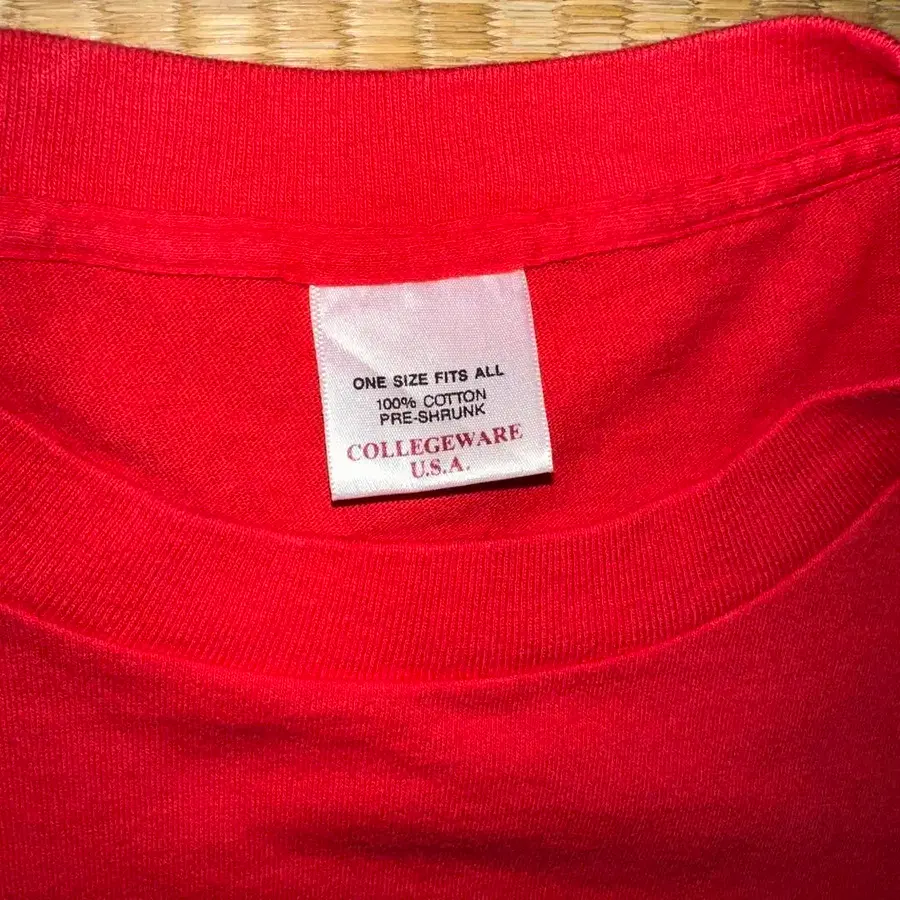 ONE SIZE FITS ALL
100% COTTON
PRE-SHRUNK
COLLEGEWARE
U.S.A.